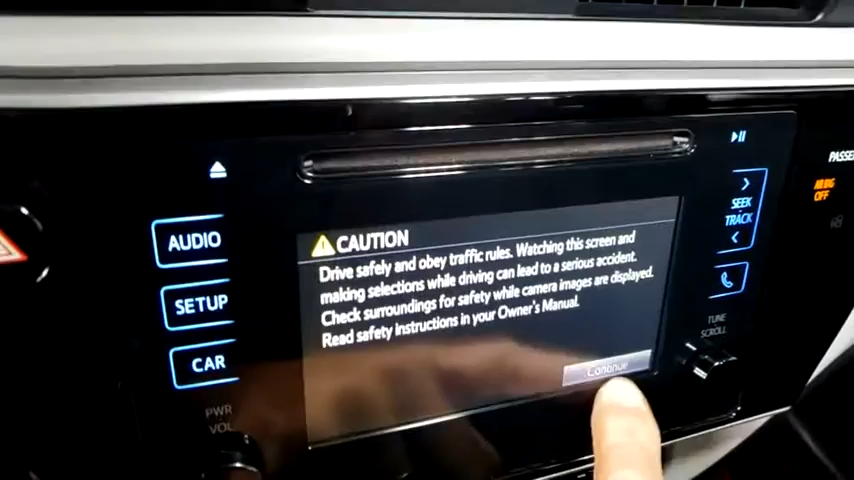 PASSE
AIRBAG
OFF
AUDIO
SETUP
CAR
PWR
VOL
SEEK
TRACK
TUNE
SCROLL
CAUTION
Drive safely and obey traffic rules. Watching this screen and
making selections while driving can lead to a serious accident.
Check surroundings for safety while camera images are displayed.
Read safety instructions in your Owner's Manual.
Continue